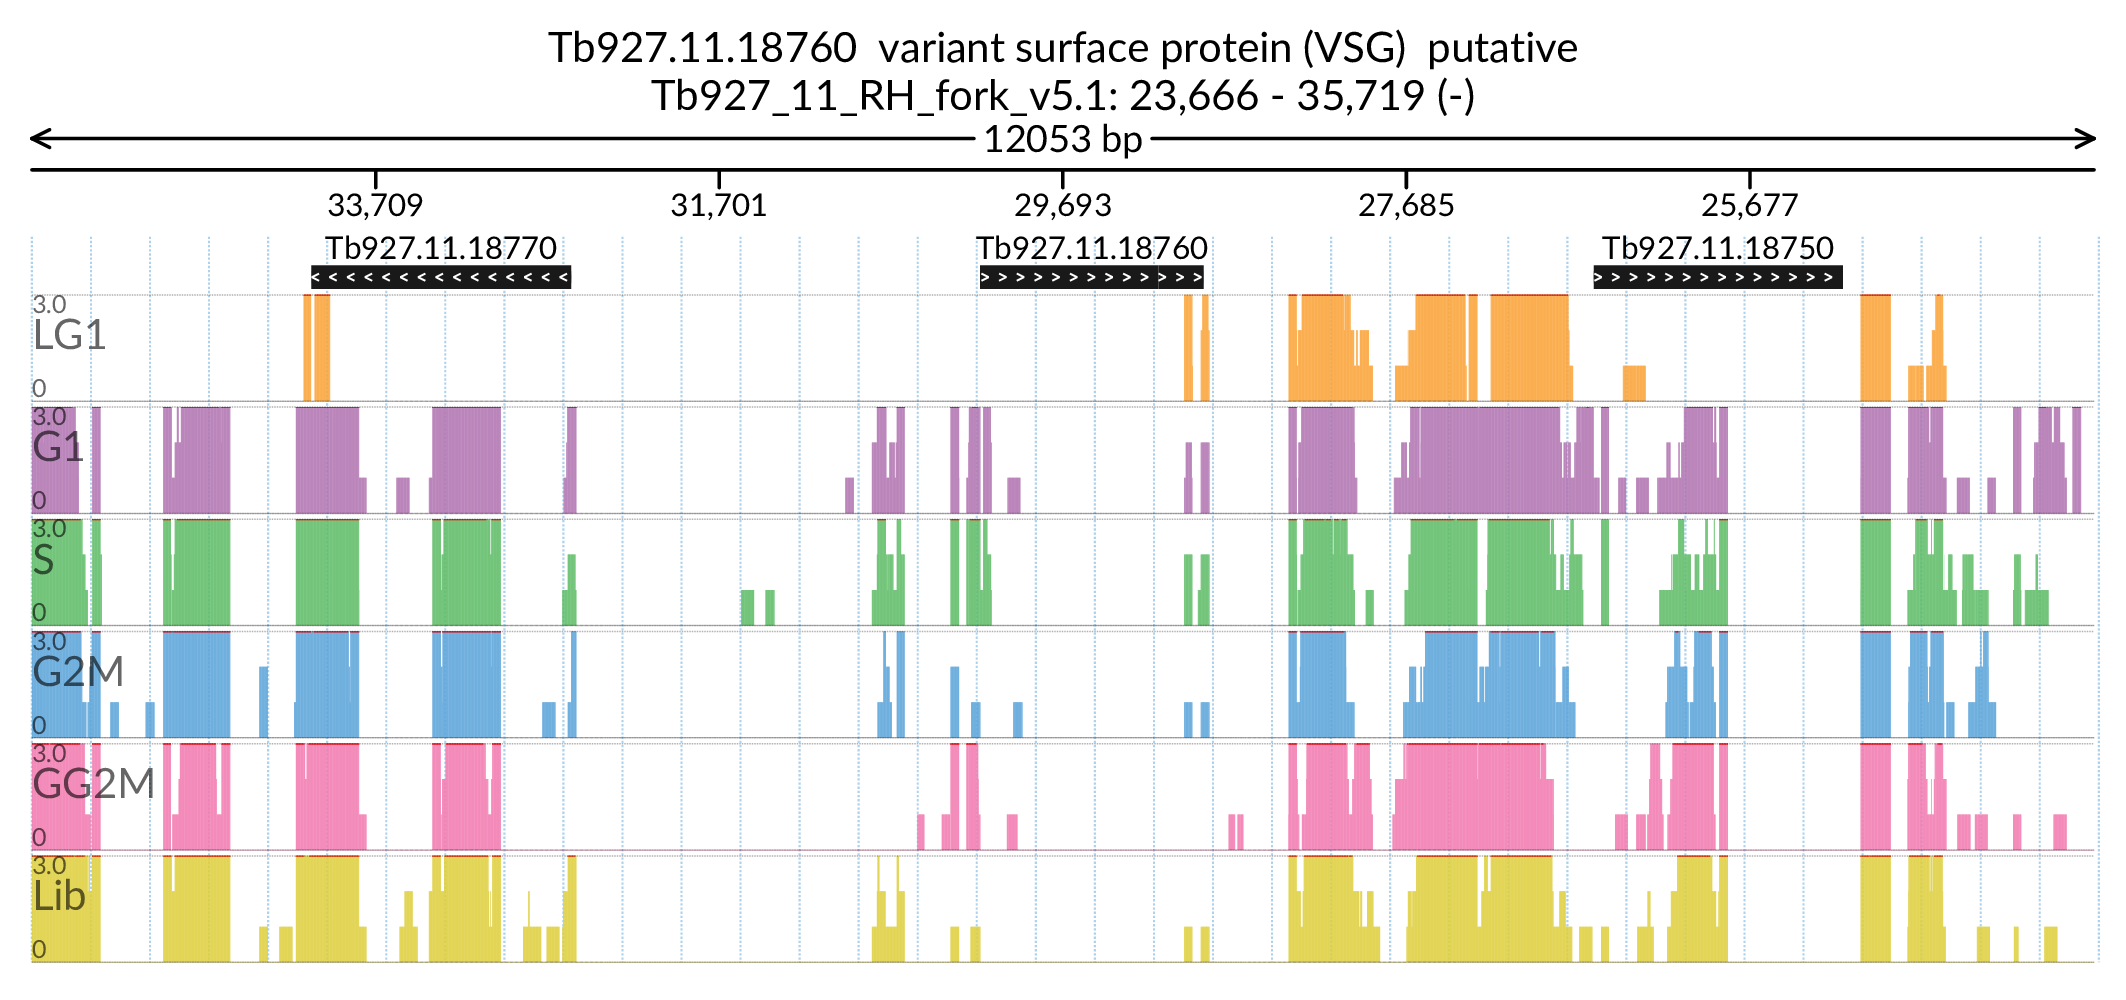 Tb927.11.18760  variant surface protein (VSG)  putative
Tb927_11_RH_fork_v5.1: 23,666 - 35,719 (-)
12053 bp
33,709 31,701 29,693 27,685 25,677
Tb927.11.18770 Tb927.11.18760 Tb927.11.18750
3.0
LG1
0
3.0
G1
0
3.0
S
0
3.0
G2M
0
3.0
GG2M
0
3.0
Lib
0